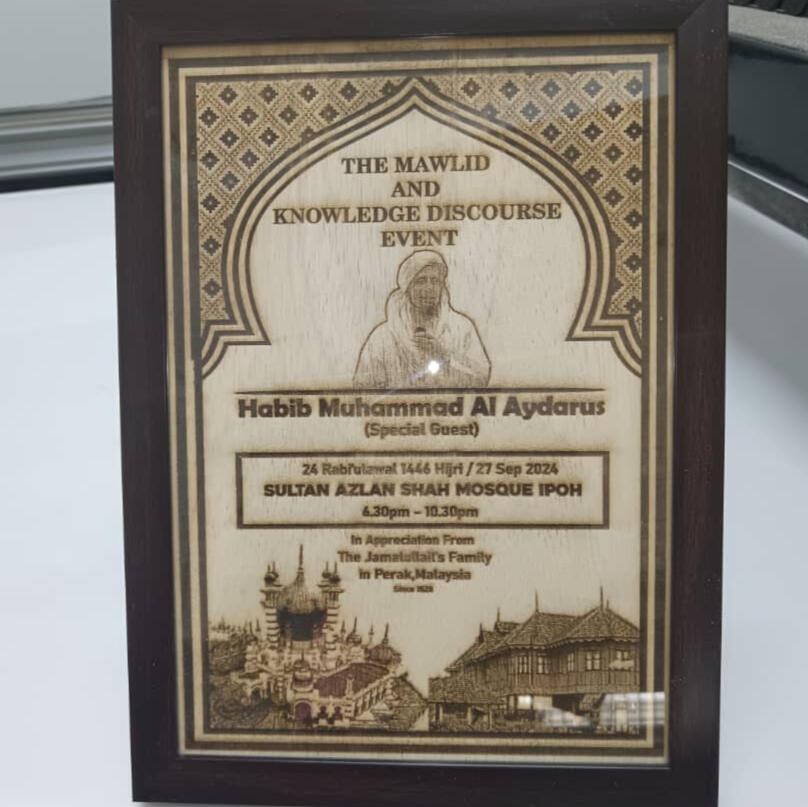 THE MAWLID
AND
KNOWLEDGE DISCOURSE
EVENT
Habib Muhammad Al Aydarus
(Special Guest)
24 Rabi'ulawal 1446 Hijri / 27 Sep 2024
SULTAN AZLAN SHAH MOSQUE IPOH
6.30pm - 10.30pm
In Appreciation From
The Jamalullail's Family
in Perak,Malaysia
Since